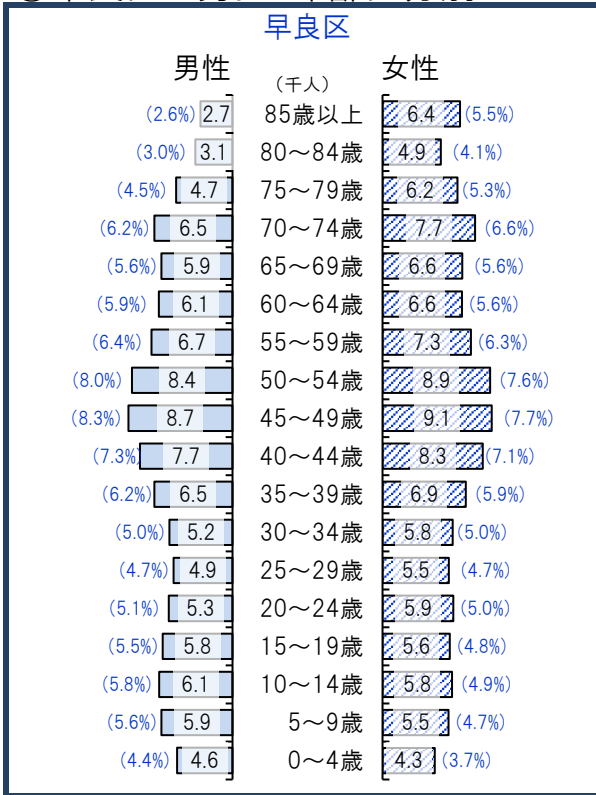 早良区
男性 (千人) 女性
(2.6%) 2.7 85歳以上 6.4 (5.5%)
(3.0%) 3.1 80～84歳 4.9 (4.1%)
(4.5%) 4.7 75～79歳 6.2 (5.3%)
(6.2%) 6.5 70～74歳 7.7 (6.6%)
(5.6%) 5.9 65～69歳 6.6 (5.6%)
(5.9%) 6.1 60～64歳 6.6 (5.6%)
(6.4%) 6.7 55～59歳 7.3 (6.3%)
(8.0%) 8.4 50～54歳 8.9 (7.6%)
(8.3%) 8.7 45～49歳 9.1 (7.7%)
(7.3%) 7.7 40～44歳 8.3 (7.1%)
(6.2%) 6.5 35～39歳 6.9 (5.9%)
(5.0%) 5.2 30～34歳 5.8 (5.0%)
(4.7%) 4.9 25～29歳 5.5 (4.7%)
(5.1%) 5.3 20～24歳 5.9 (5.0%)
(5.5%) 5.8 15～19歳 5.6 (4.8%)
(5.8%) 6.1 10～14歳 5.8 (4.9%)
(5.6%) 5.9 5～9歳 5.5 (4.7%)
(4.4%) 4.6 0～4歳 4.3 (3.7%)